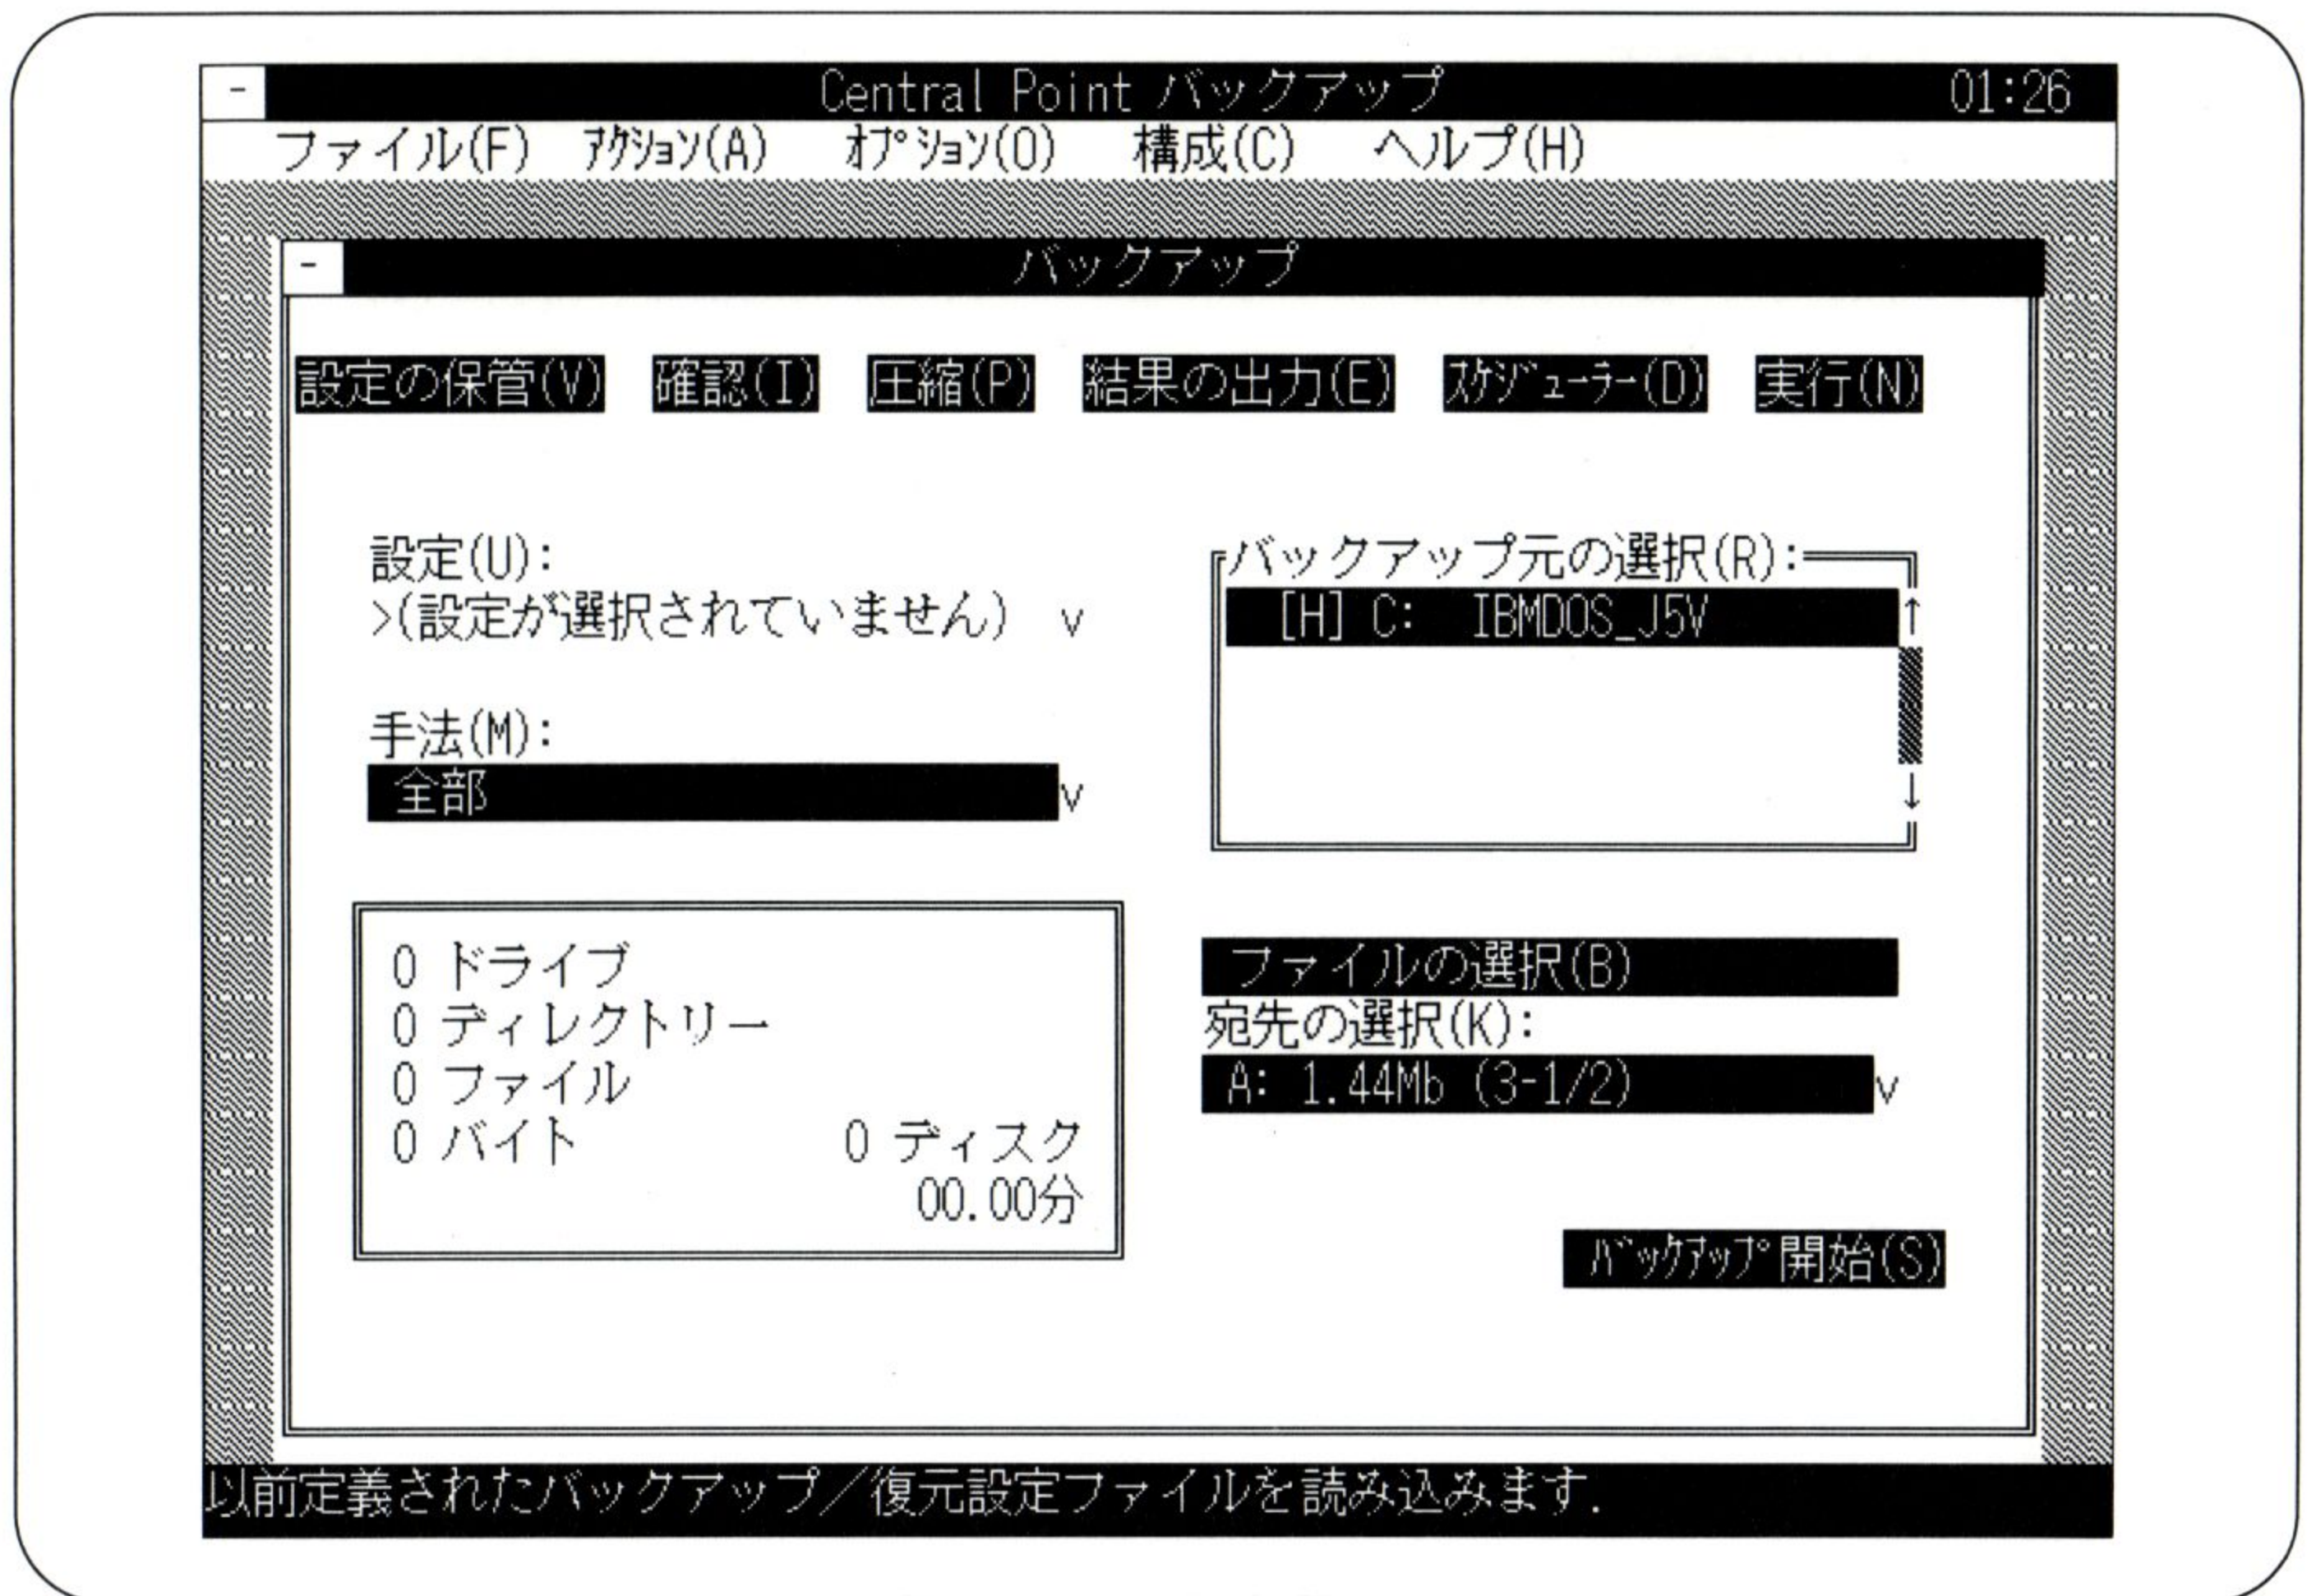 - Central Point バックアップ 01:26
ファイル(F) ｱｸｼｮﾝ(A) ｵﾌﾟｼｮﾝ(O) 構成(C) ヘルプ(H)
- バックアップ
設定の保管(V) 確認(I) 圧縮(P) 結果の出力(E) ｽｹｼﾞｭｰﾗｰ(D) 実行(N)
設定(U):
>(設定が選択されていません) v
手法(M):
全部 v
バックアップ元の選択(R):
[H] C: IBMDOS_J5V ↑
↓
0 ドライブ
0 ディレクトリー
0 ファイル
0 バイト 0 ディスク
00.00分
ファイルの選択(B)
宛先の選択(K):
A: 1.44Mb (3-1/2) v
ﾊﾞｯｸｱｯﾌﾟ開始(S)
以前定義されたバックアップ／復元設定ファイルを読み込みます.